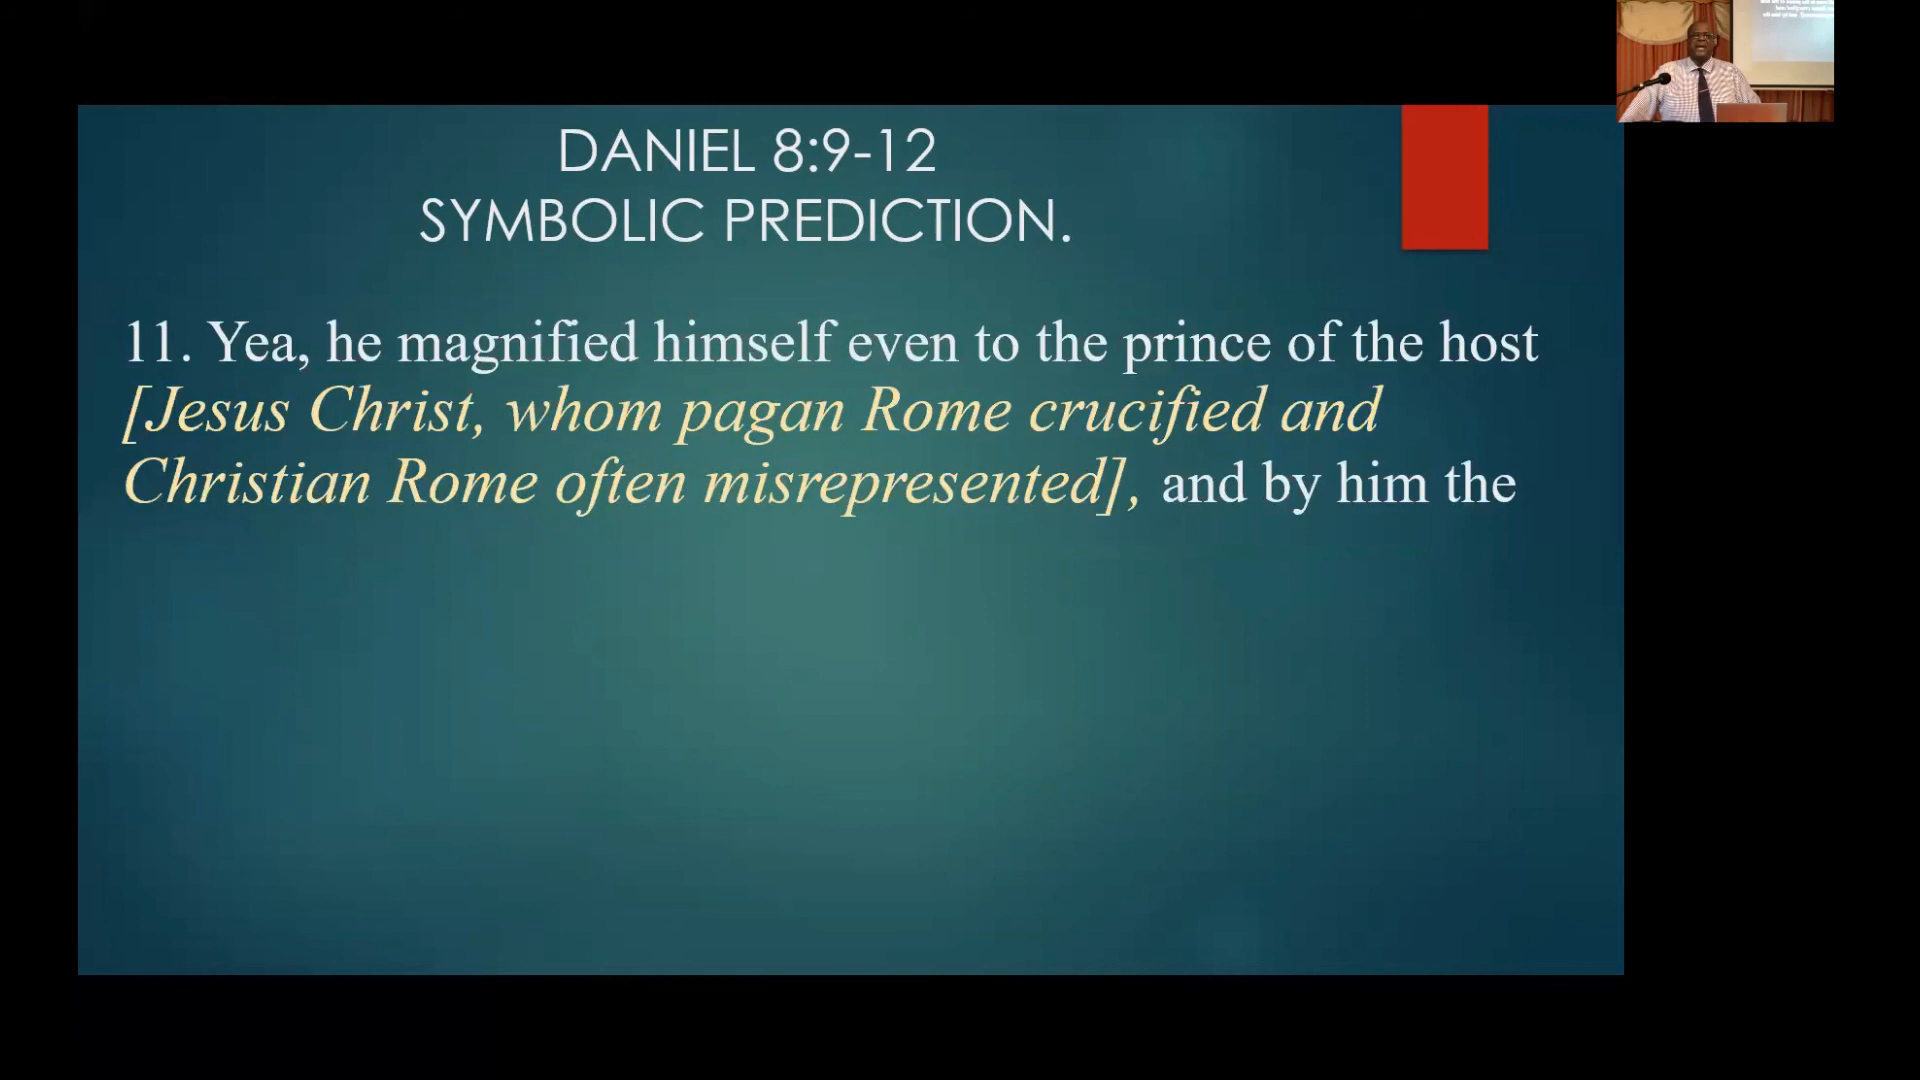 DANIEL 8:9-12
SYMBOLIC PREDICTION.
11. Yea, he magnified himself even to the prince of the host
[Jesus Christ, whom pagan Rome crucified and
Christian Rome often misrepresented], and by him the